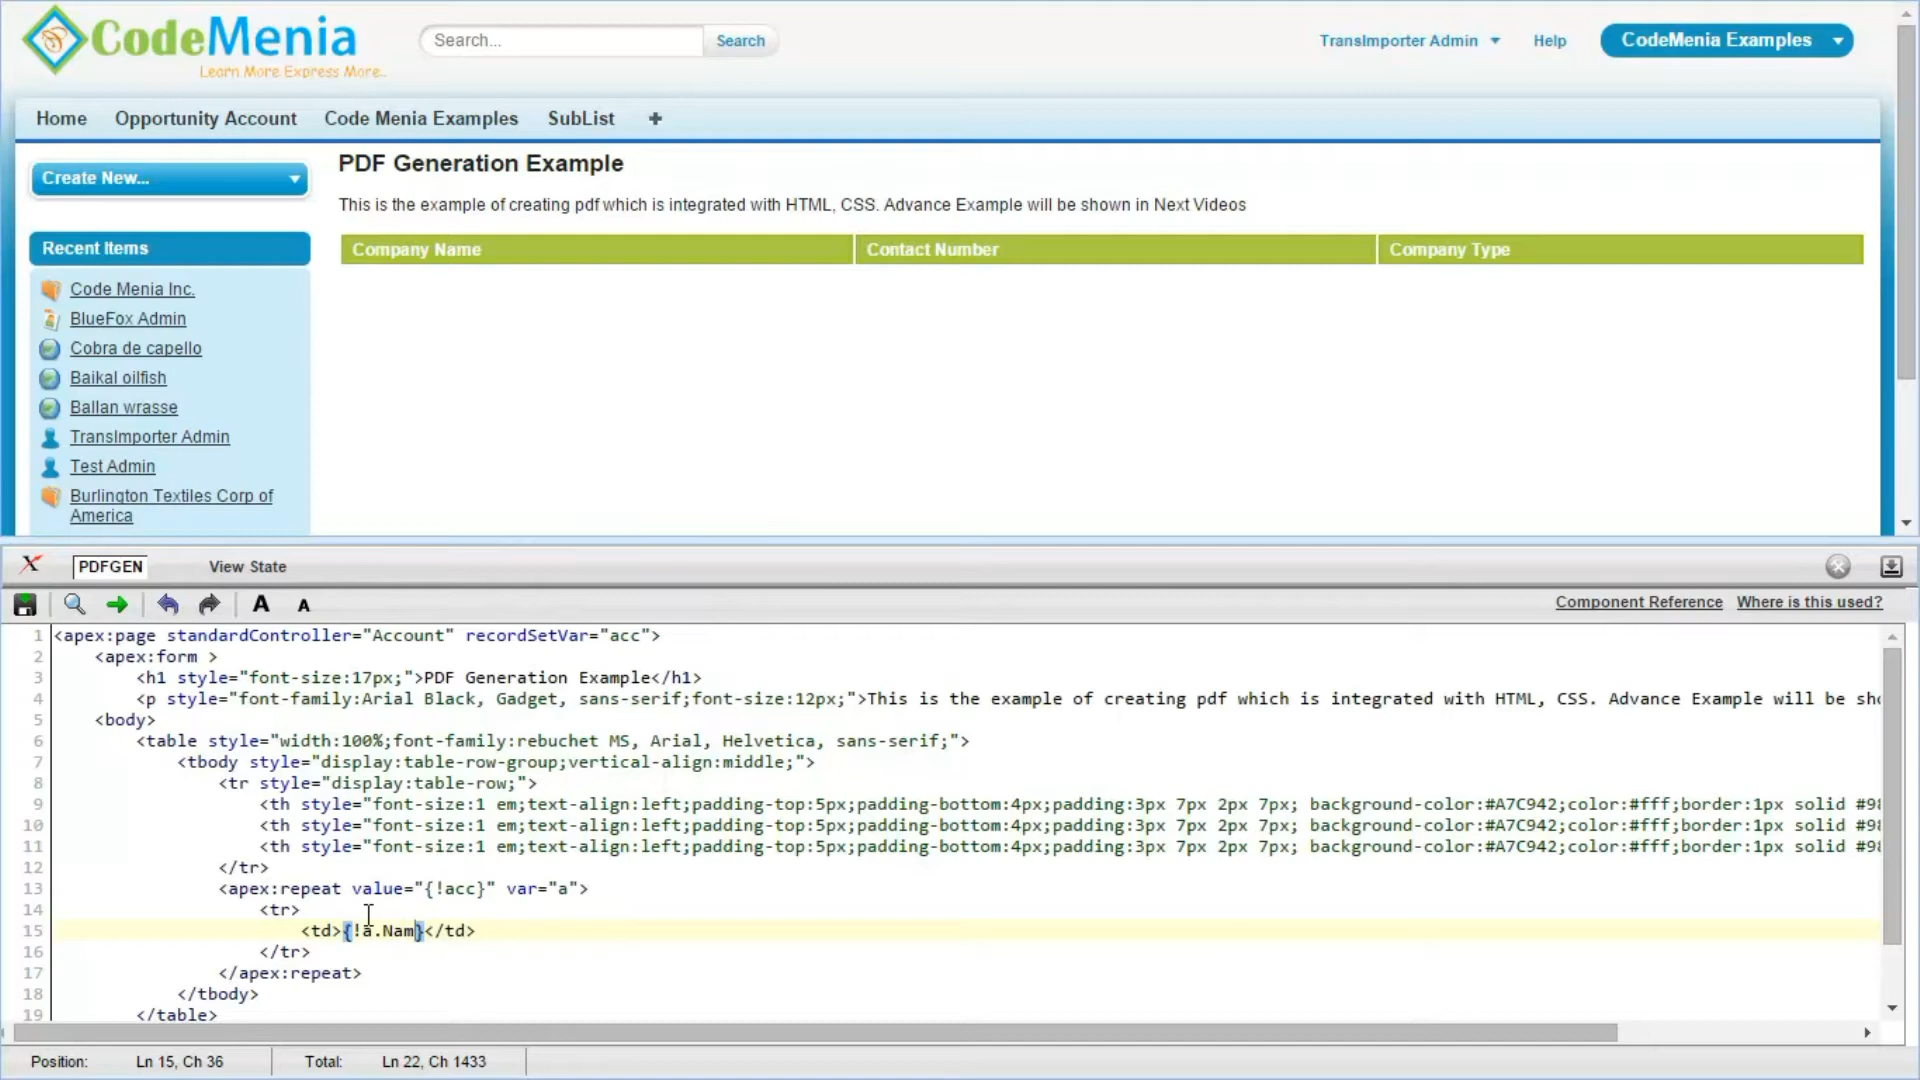 CodeMenia
Learn More Express More..
Search...
Search
TransImporter Admin
Help
CodeMenia Examples
Home
Opportunity Account
Code Menia Examples
SubList
+
Create New...
Recent Items
Code Menia Inc.
BlueFox Admin
Cobra de capello
Baikal oilfish
Ballan wrasse
TransImporter Admin
Test Admin
Burlington Textiles Corp of
America
PDF Generation Example
This is the example of creating pdf which is integrated with HTML, CSS. Advance Example will be shown in Next Videos
Company Name
Contact Number
Company Type
PDFGEN
View State
A
A
Component Reference
Where is this used?
1 <apex:page standardController="Account" recordSetVar="acc">
2 <apex:form >
3 <h1 style="font-size:17px;">PDF Generation Example</h1>
4 <p style="font-family:Arial Black, Gadget, sans-serif;font-size:12px;">This is the example of creating pdf which is integrated with HTML, CSS. Advance Example will be sh
5 <body>
6 <table style="width:100%;font-family:rebuchet MS, Arial, Helvetica, sans-serif;">
7 <tbody style="display:table-row-group;vertical-align:middle;">
8 <tr style="display:table-row;">
9 <th style="font-size:1 em;text-align:left;padding-top:5px;padding-bottom:4px;padding:3px 7px 2px 7px; background-color:#A7C942;color:#fff;border:1px solid #98
10 <th style="font-size:1 em;text-align:left;padding-top:5px;padding-bottom:4px;padding:3px 7px 2px 7px; background-color:#A7C942;color:#fff;border:1px solid #98
11 <th style="font-size:1 em;text-align:left;padding-top:5px;padding-bottom:4px;padding:3px 7px 2px 7px; background-color:#A7C942;color:#fff;border:1px solid #98
12 </tr>
13 <apex:repeat value="{!acc}" var="a">
14 <tr>
15 <td>{!a.Nam}</td>
16 </tr>
17 </apex:repeat>
18 </tbody>
19 </table>
Position: Ln 15, Ch 36
Total: Ln 22, Ch 1433